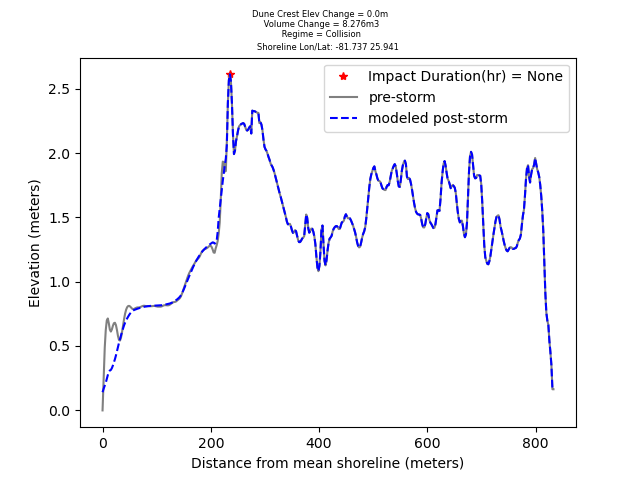 Dune Crest Elev Change = 0.0m
Volume Change = 8.276m3
Regime = Collision
Shoreline Lon/Lat: -81.737 25.941
Impact Duration(hr) = None
pre-storm
modeled post-storm
Elevation (meters)
2.5
2.0
1.5
1.0
0.5
0.0
0 200 400 600 800
Distance from mean shoreline (meters)